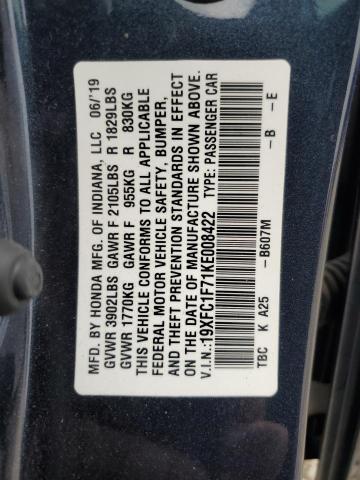 MFD. BY HONDA MFG. OF INDIANA, LLC 06/'19
GVWR 3902LBS GAWR F 2105LBS R 1829LBS
GVWR 1770KG GAWR F 955KG R 830KG
THIS VEHICLE CONFORMS TO ALL APPLICABLE
FEDERAL MOTOR VEHICLE SAFETY, BUMPER,
AND THEFT PREVENTION STANDARDS IN EFFECT
ON THE DATE OF MANUFACTURE SHOWN ABOVE.
V.I.N.:19XFC1F71KE008422 TYPE: PASSENGER CAR
-B607M -B -E
TBC K A25